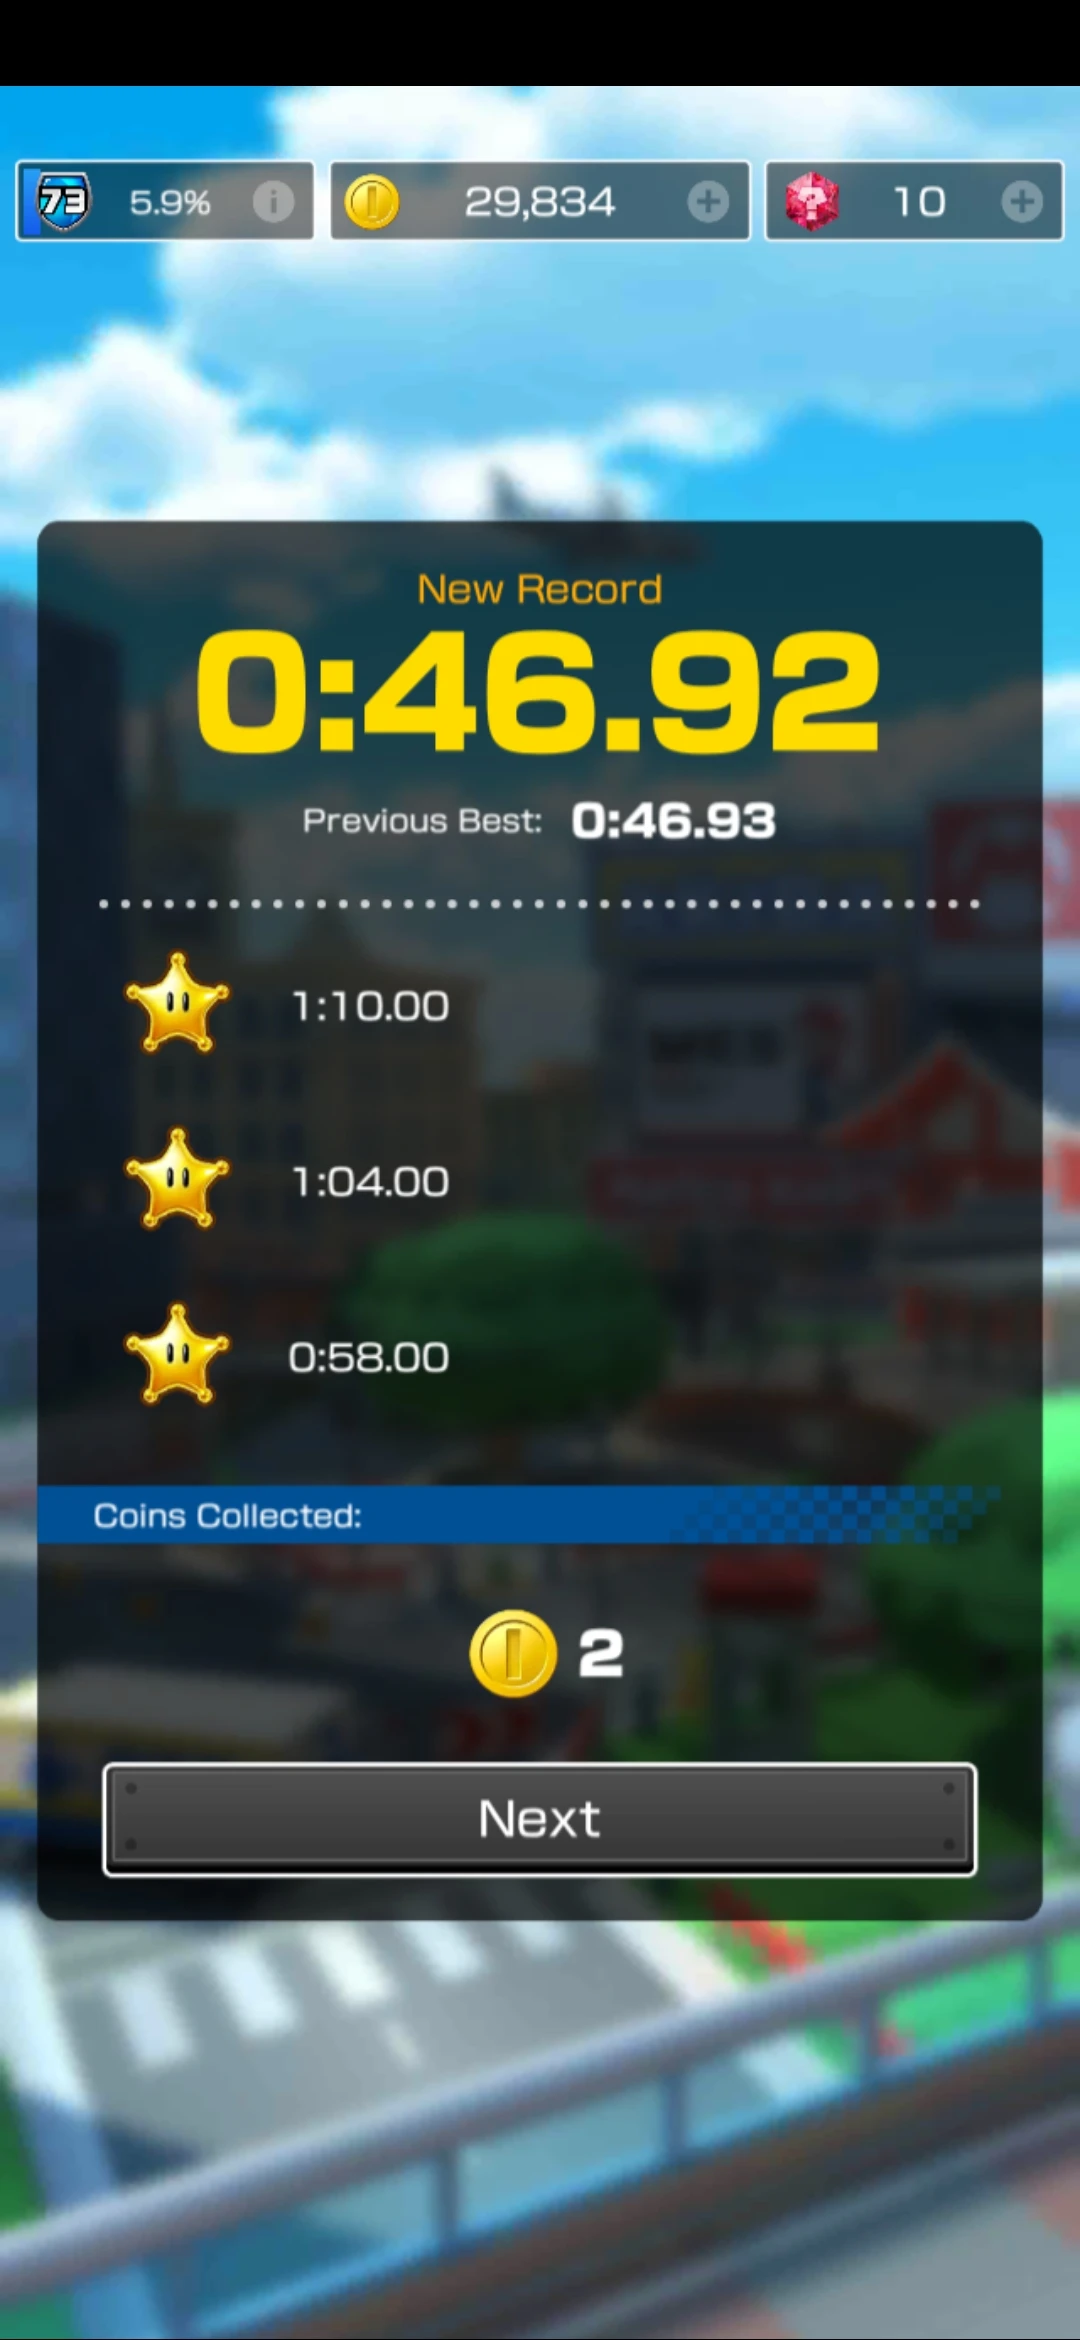 73 5.9% i 29,834 + 10 +
New Record
0:46.92
Previous Best: 0:46.93
1:10.00
1:04.00
0:58.00
Coins Collected:
2
Next